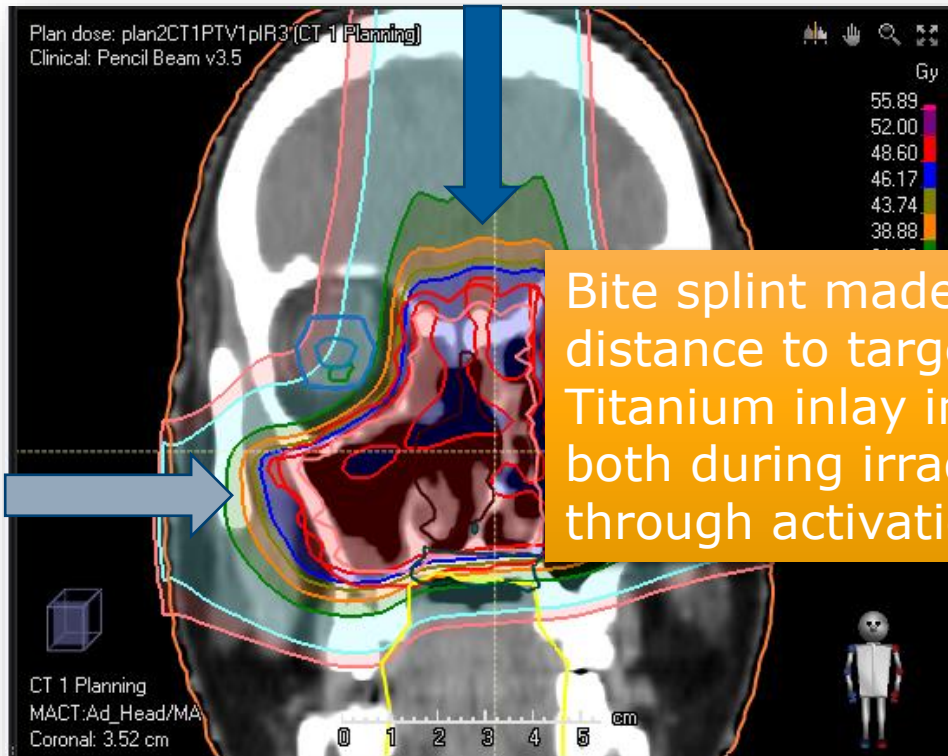 Plan dose: plan2CT1PTV1pIR3 (CT 1 Planning)
Clinical: Pencil Beam v3.5
Gy
55.89
52.00
48.60
46.17
43.74
38.88
Bite splint made
distance to targ
Titanium inlay in
both during irrad
through activati
CT 1 Planning
MACT:Ad_Head/MA
Coronal: 3.52 cm
0 1 2 3 4 5 cm